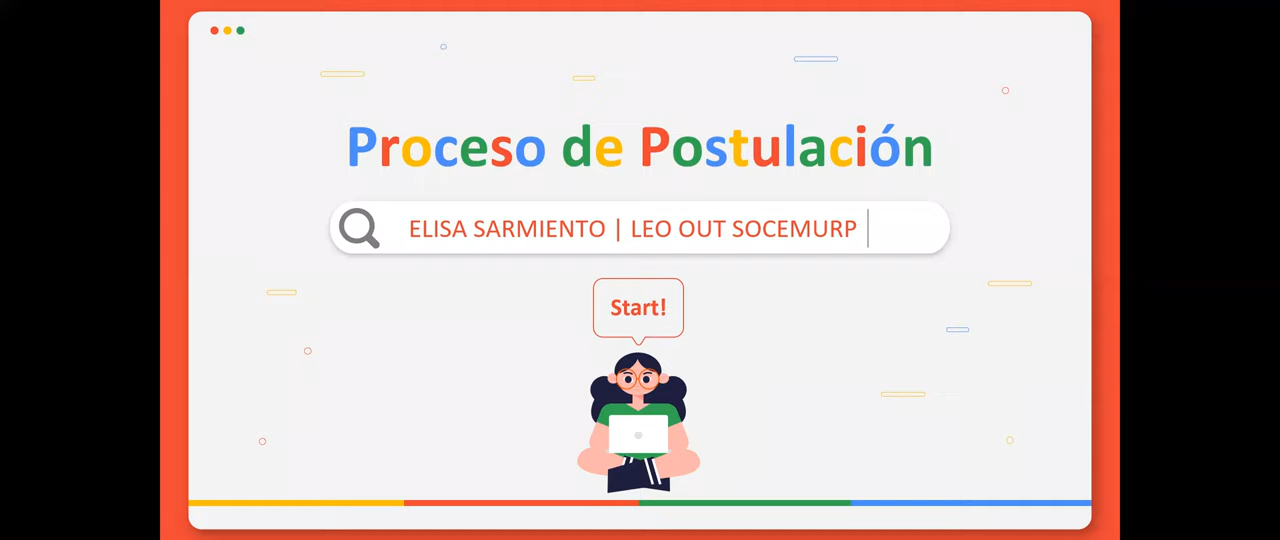 Proceso de Postulación
ELISA SARMIENTO | LEO OUT SOCEMURP
Start!